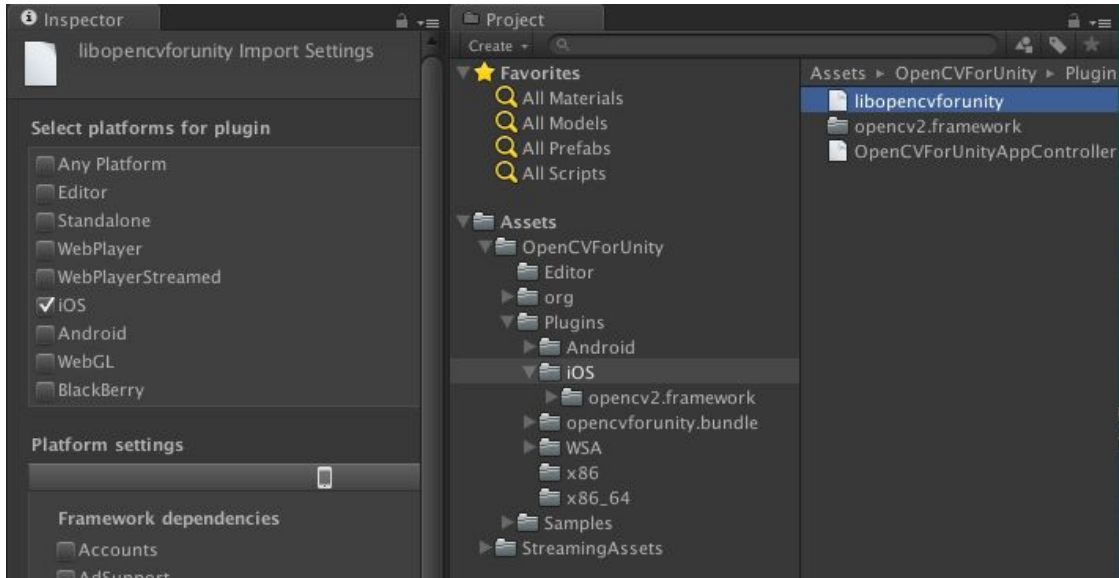 Inspector
libopencvforunity Import Settings
Select platforms for plugin
Any Platform
Editor
Standalone
WebPlayer
WebPlayerStreamed
iOS
Android
WebGL
BlackBerry
Platform settings
Framework dependencies
Accounts
AdSupport
Project
Create
Favorites
All Materials
All Models
All Prefabs
All Scripts
Assets
OpenCVForUnity
Editor
org
Plugins
Android
iOS
opencv2.framework
opencvforunity.bundle
WSA
x86
x86_64
Samples
StreamingAssets
Assets ▸ OpenCVForUnity ▸ Plugin
libopencvforunity
opencv2.framework
OpenCVForUnityAppController